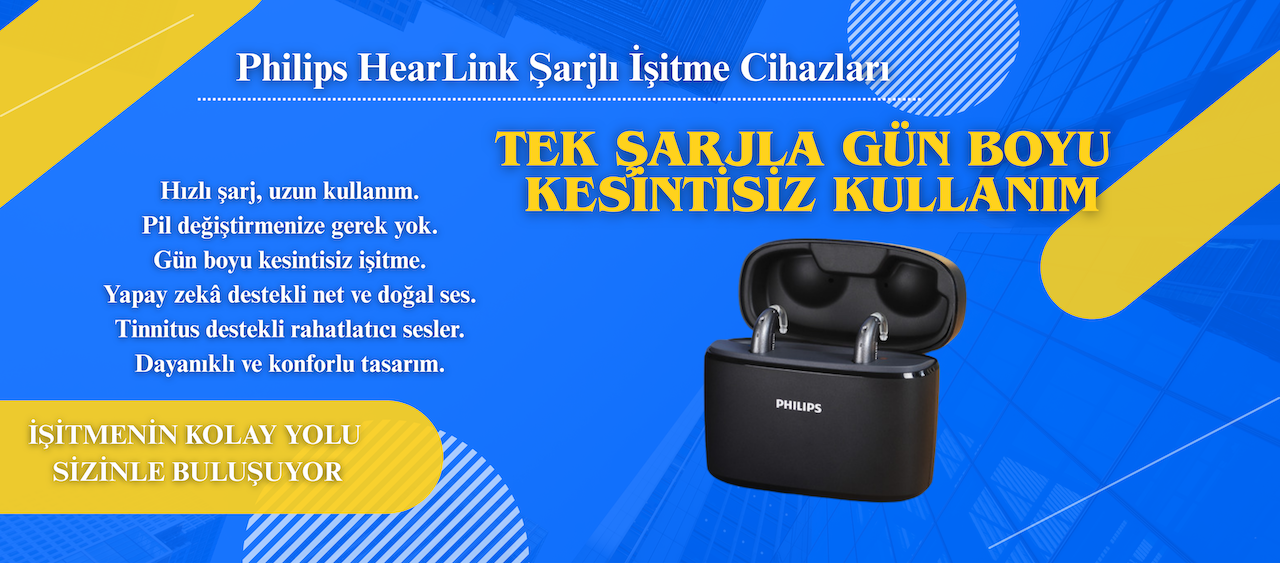 Philips HearLink Şarjlı İşitme Cihazları
TEK ŞARJLA GÜN BOYU
KESİNTİSİZ KULLANIM
Hızlı şarj, uzun kullanım.
Pil değiştirmenize gerek yok.
Gün boyu kesintisiz işitme.
Yapay zekâ destekli net ve doğal ses.
Tinnitus destekli rahatlatıcı sesler.
Dayanıklı ve konforlu tasarım.
PHILIPS
İŞİTMENİN KOLAY YOLU
SİZİNLE BULUŞUYOR